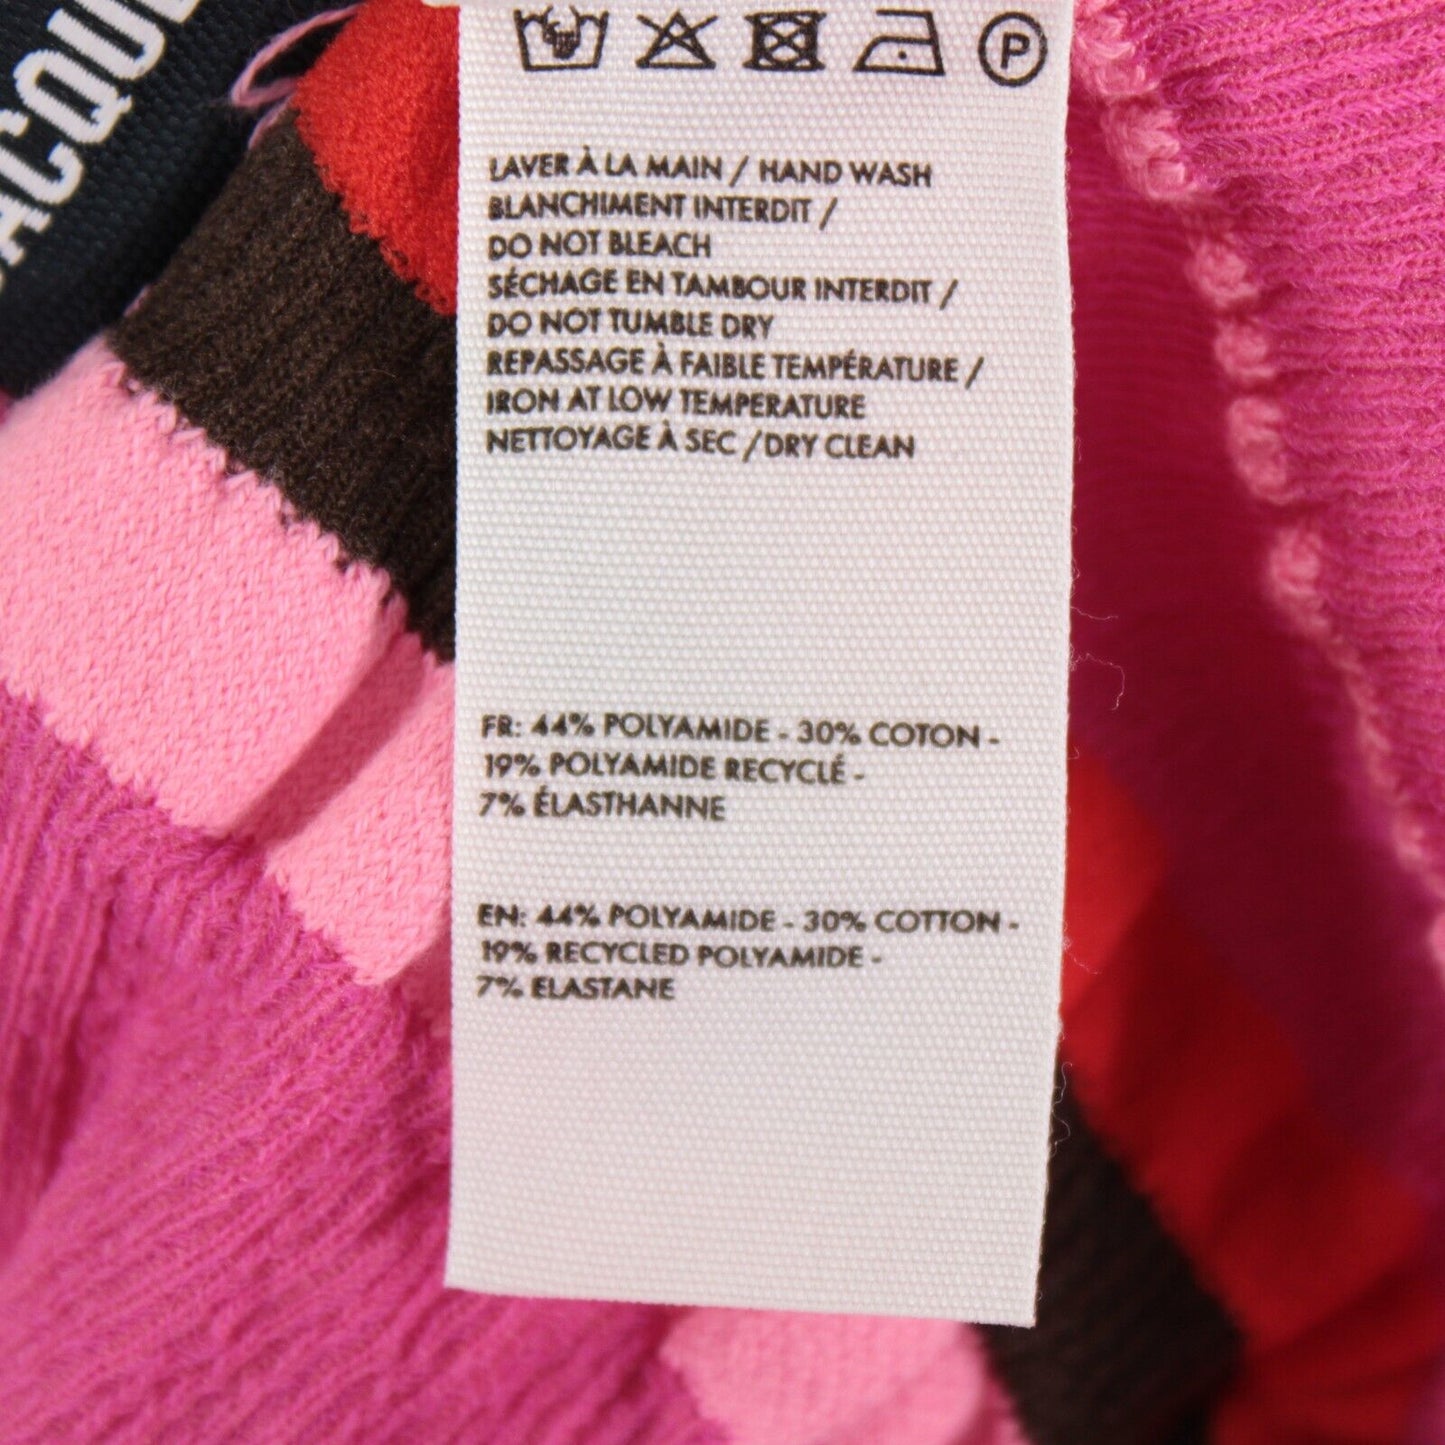 P
LAVER À LA MAIN / HAND WASH
BLANCHIMENT INTERDIT /
DO NOT BLEACH
SÉCHAGE EN TAMBOUR INTERDIT /
DO NOT TUMBLE DRY
REPASSAGE À FAIBLE TEMPÉRATURE /
IRON AT LOW TEMPERATURE
NETTOYAGE À SEC /DRY CLEAN
FR: 44% POLYAMIDE - 30% COTON -
19% POLYAMIDE RECYCLÉ -
7% ÉLASTHANNE
EN: 44% POLYAMIDE - 30% COTTON -
19% RECYCLED POLYAMIDE -
7% ELASTANE